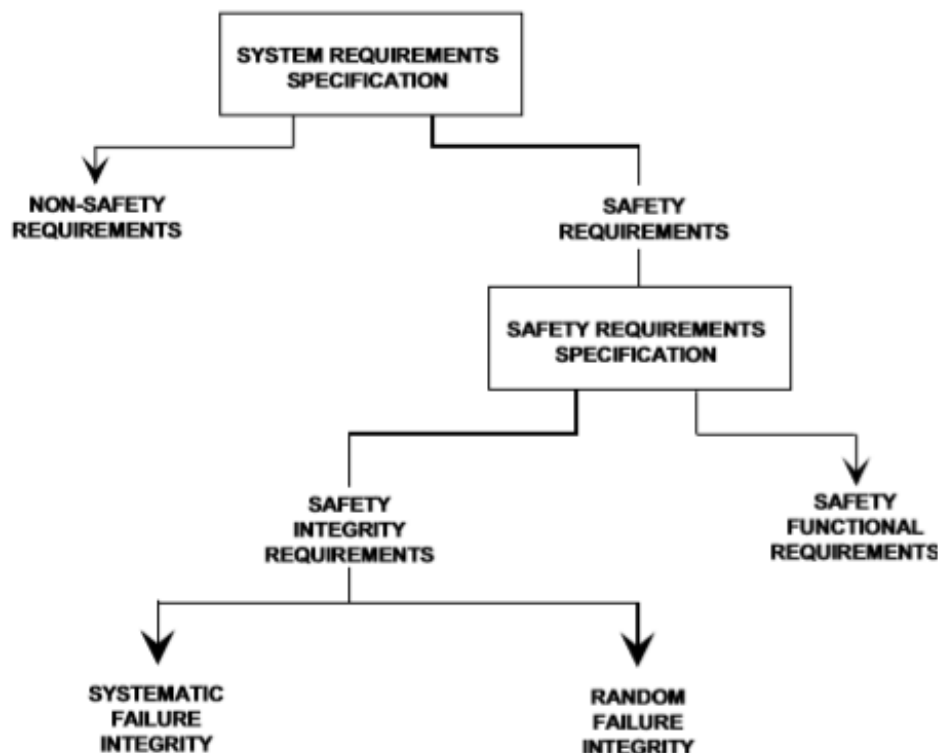 SYSTEM REQUIREMENTS
SPECIFICATION
NON-SAFETY
REQUIREMENTS
SAFETY
REQUIREMENTS
SAFETY REQUIREMENTS
SPECIFICATION
SAFETY
INTEGRITY
REQUIREMENTS
SAFETY
FUNCTIONAL
REQUIREMENTS
SYSTEMATIC
FAILURE
INTEGRITY
RANDOM
FAILURE
INTEGRITY